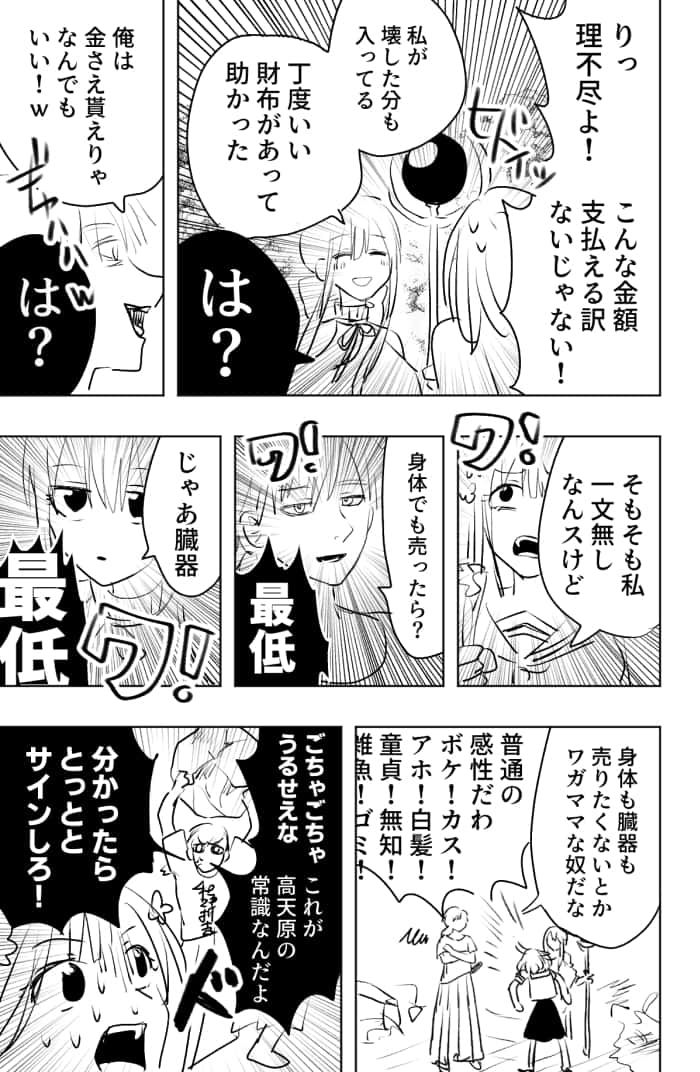 りっ
理不尽よ！
こんな金額
支払える訳
ないじゃない！
私が
壊した分も
入ってる
丁度いい
財布があって
助かった
は？
俺は
金さえ貰えりゃ
なんでも
いい！w
は？
そもそも私
一文無し
なんスけど
ワ！
身体でも売ったら？
ワ！
最低
じゃあ臓器
ワ！
最低
身体も臓器も
売りたくないとか
ワガママな奴だな
普通の
感性だわ
ボケ！カス！
アホ！白髪！
童貞！無知！
雑魚！ゴミ！
ごちゃごちゃ
うるせえな
これが
高天原の
常識なんだよ
分かったら
とっとと
サインしろ！
ド